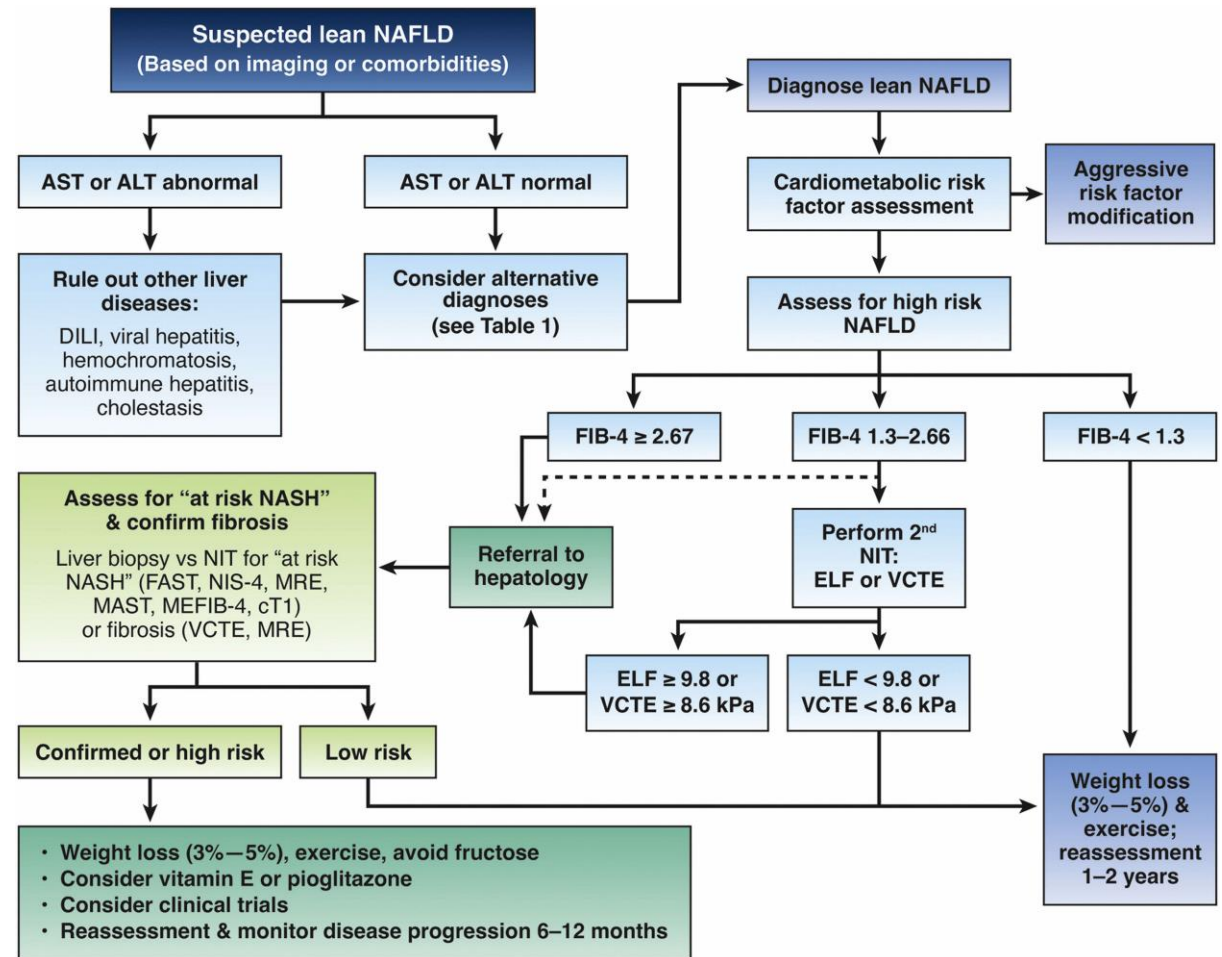 Suspected lean NAFLD
(Based on imaging or comorbidities)
AST or ALT abnormal
AST or ALT normal
Rule out other liver
diseases:
DILI, viral hepatitis,
hemochromatosis,
autoimmune hepatitis,
cholestasis
Consider alternative
diagnoses
(see Table 1)
Diagnose lean NAFLD
Cardiometabolic risk
factor assessment
Aggressive
risk factor
modification
Assess for high risk
NAFLD
FIB-4 ≥ 2.67
FIB-4 1.3–2.66
FIB-4 < 1.3
Perform 2nd
NIT:
ELF or VCTE
Referral to
hepatology
ELF ≥ 9.8 or
VCTE ≥ 8.6 kPa
ELF < 9.8 or
VCTE < 8.6 kPa
Assess for “at risk NASH”
& confirm fibrosis
Liver biopsy vs NIT for “at risk
NASH” (FAST, NIS-4, MRE,
MAST, MEFIB-4, cT1)
or fibrosis (VCTE, MRE)
Confirmed or high risk
Low risk
Weight loss
(3%—5%) &
exercise;
reassessment
1–2 years
• Weight loss (3%—5%), exercise, avoid fructose
• Consider vitamin E or pioglitazone
• Consider clinical trials
• Reassessment & monitor disease progression 6–12 months